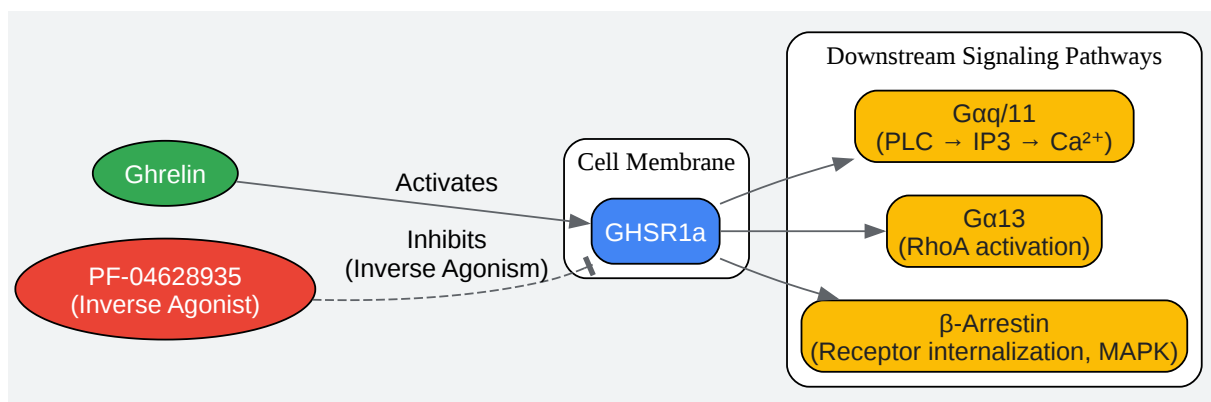 Ghrelin
Activates
PF-04628935
(Inverse Agonist)
Inhibits
(Inverse Agonism)
Cell Membrane
GHSR1a
Downstream Signaling Pathways
Gαq/11
(PLC → IP3 → Ca²⁺)
Gα13
(RhoA activation)
β-Arrestin
(Receptor internalization, MAPK)